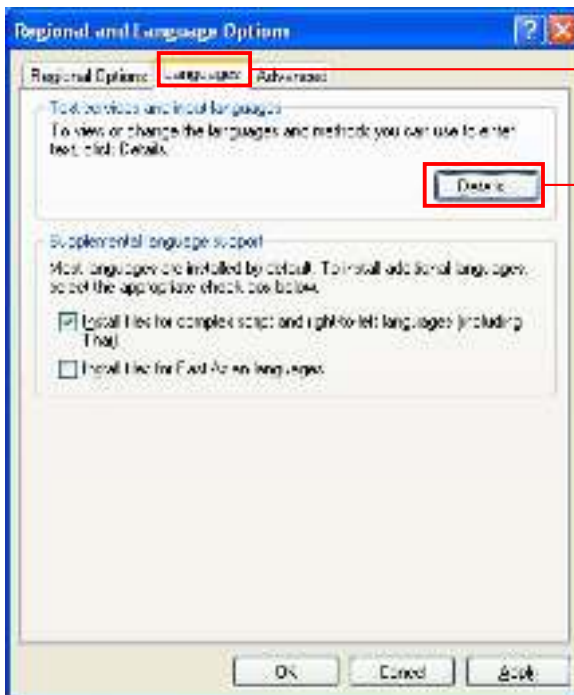 Regional and Language Options
Regional Options Languages Advanced
Text services and input languages
To view or change the languages and methods you can use to enter
text, click Details.
Details...
Supplemental language support
Most languages are installed by default. To install additional languages,
select the appropriate check box below.
Install files for complex script and right-to-left languages (including
Thai)
Install files for East Asian languages
OK Cancel Apply